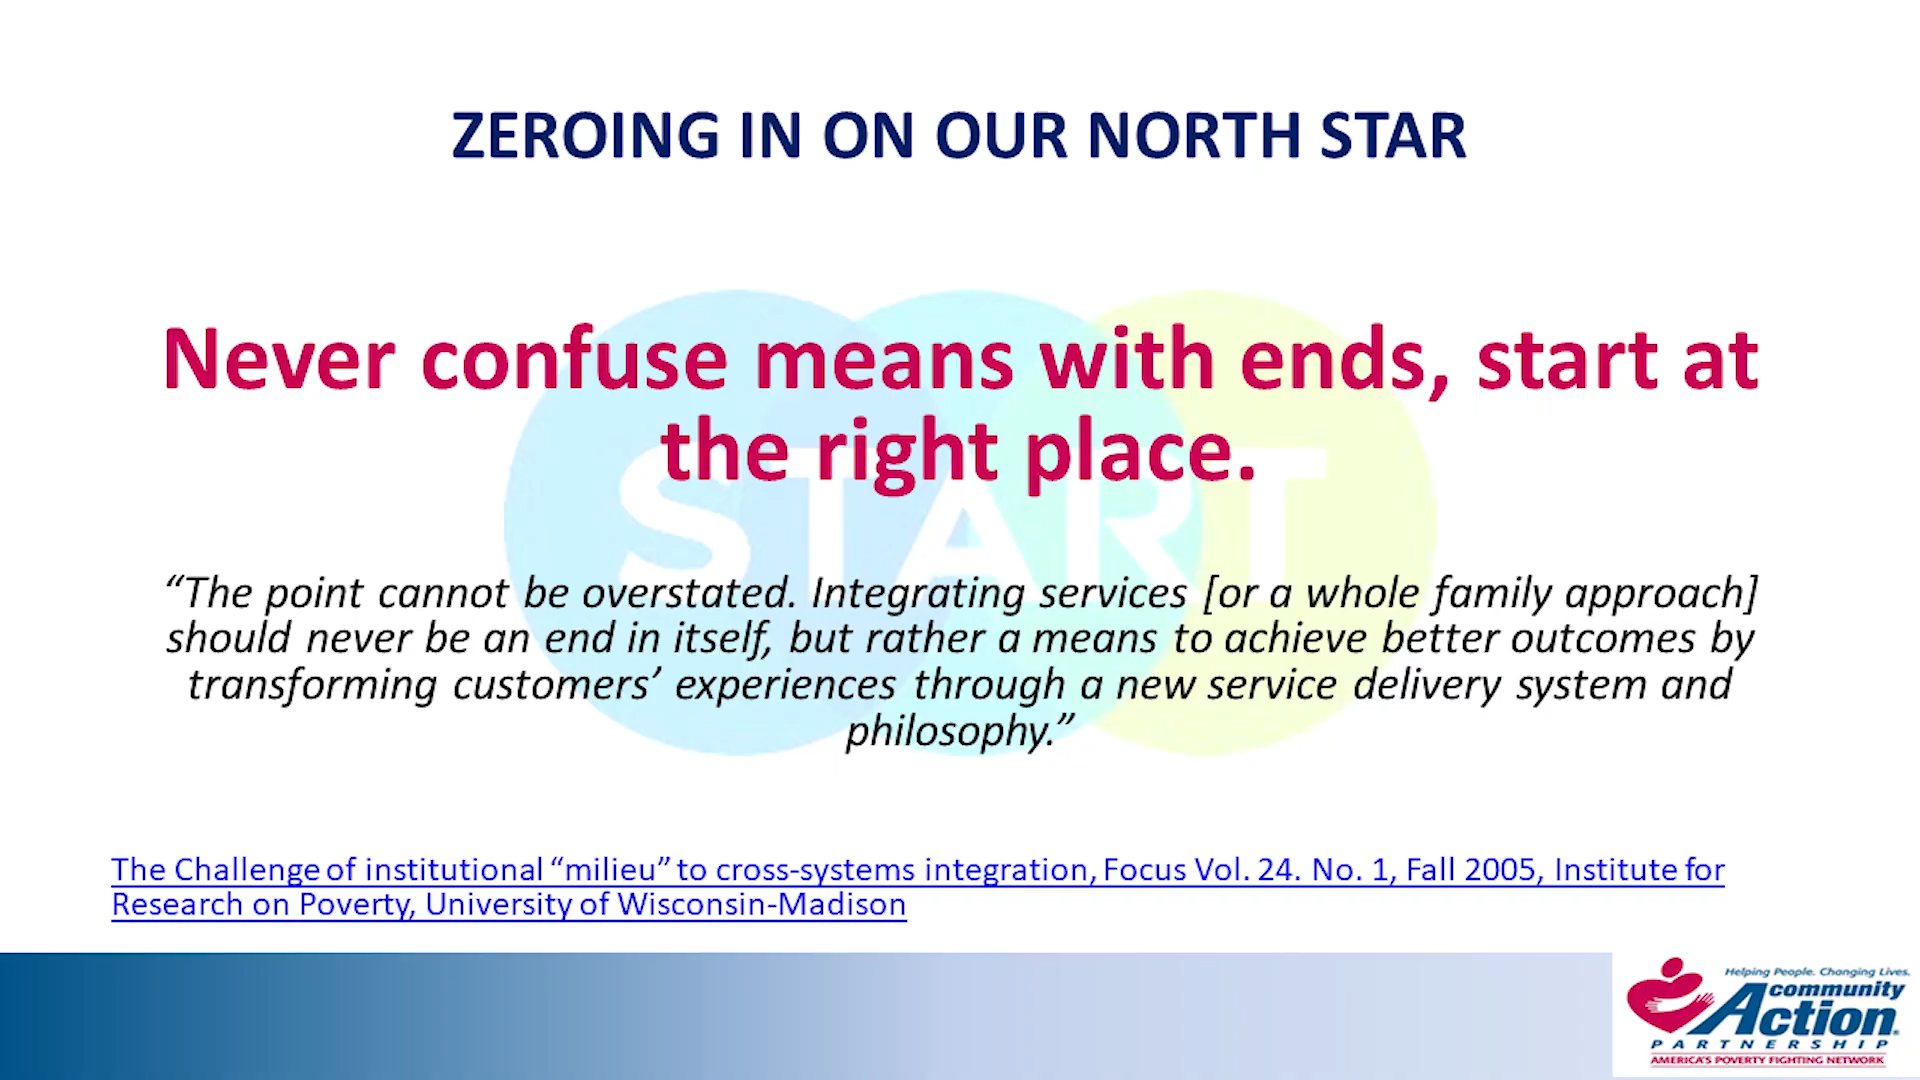 ZEROING IN ON OUR NORTH STAR
Never confuse means with ends, start at
the right place.
START
“The point cannot be overstated. Integrating services [or a whole family approach]
should never be an end in itself, but rather a means to achieve better outcomes by
transforming customers’ experiences through a new service delivery system and
philosophy.”
The Challenge of institutional “milieu” to cross-systems integration, Focus Vol. 24. No. 1, Fall 2005, Institute for
Research on Poverty, University of Wisconsin-Madison
Helping People. Changing Lives.
community
Action
PARTNERSHIP
AMERICA'S POVERTY FIGHTING NETWORK